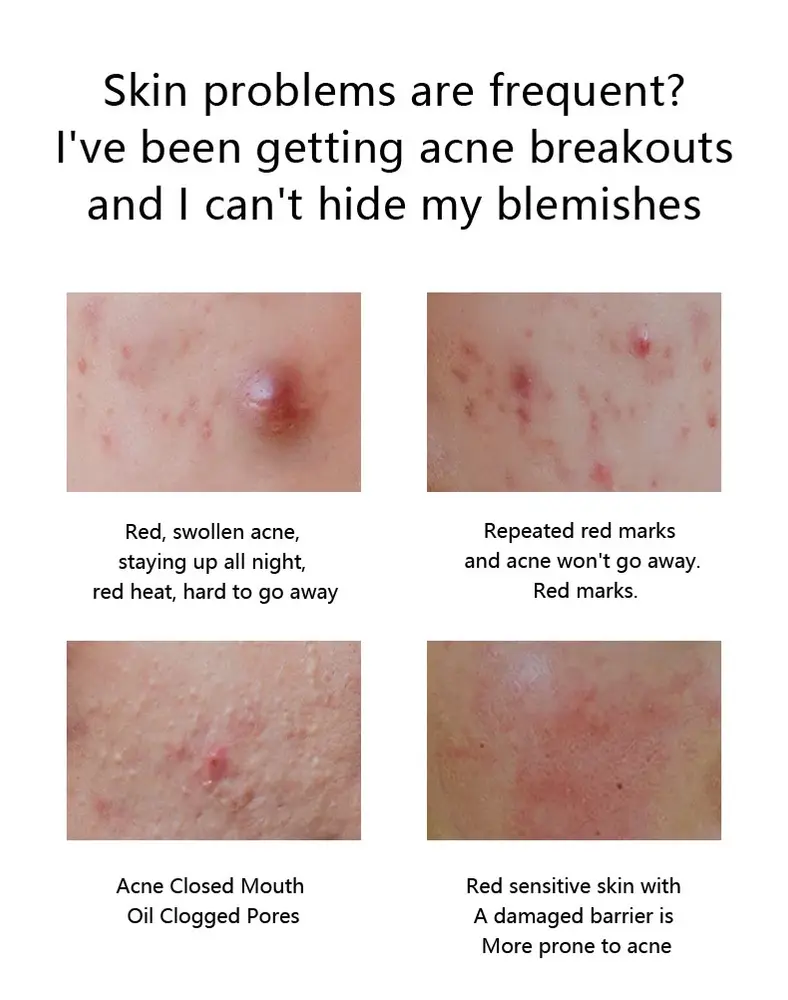 Skin problems are frequent?
I've been getting acne breakouts
and I can't hide my blemishes
Red, swollen acne,
staying up all night,
red heat, hard to go away
Repeated red marks
and acne won't go away.
Red marks.
Acne Closed Mouth
Oil Clogged Pores
Red sensitive skin with
A damaged barrier is
More prone to acne